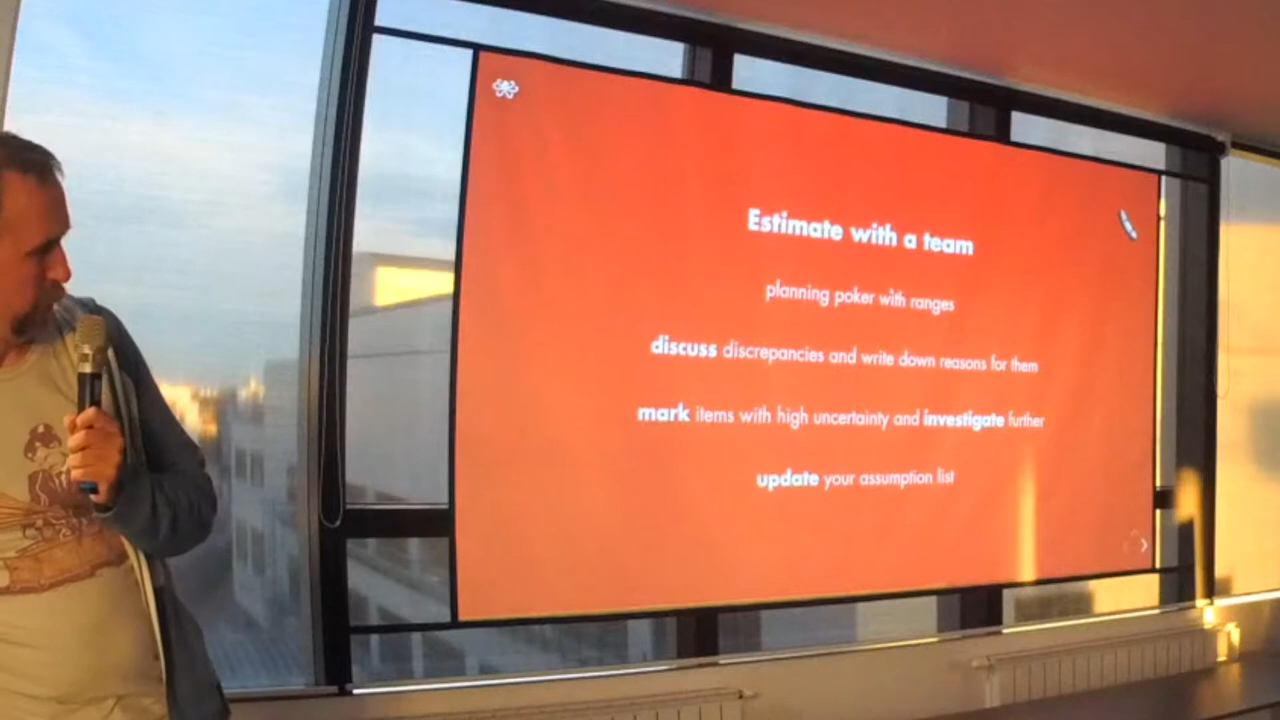 Estimate with a team
planning poker with ranges
discuss discrepancies and write down reasons for them
mark items with high uncertainty and investigate further
update your assumption list